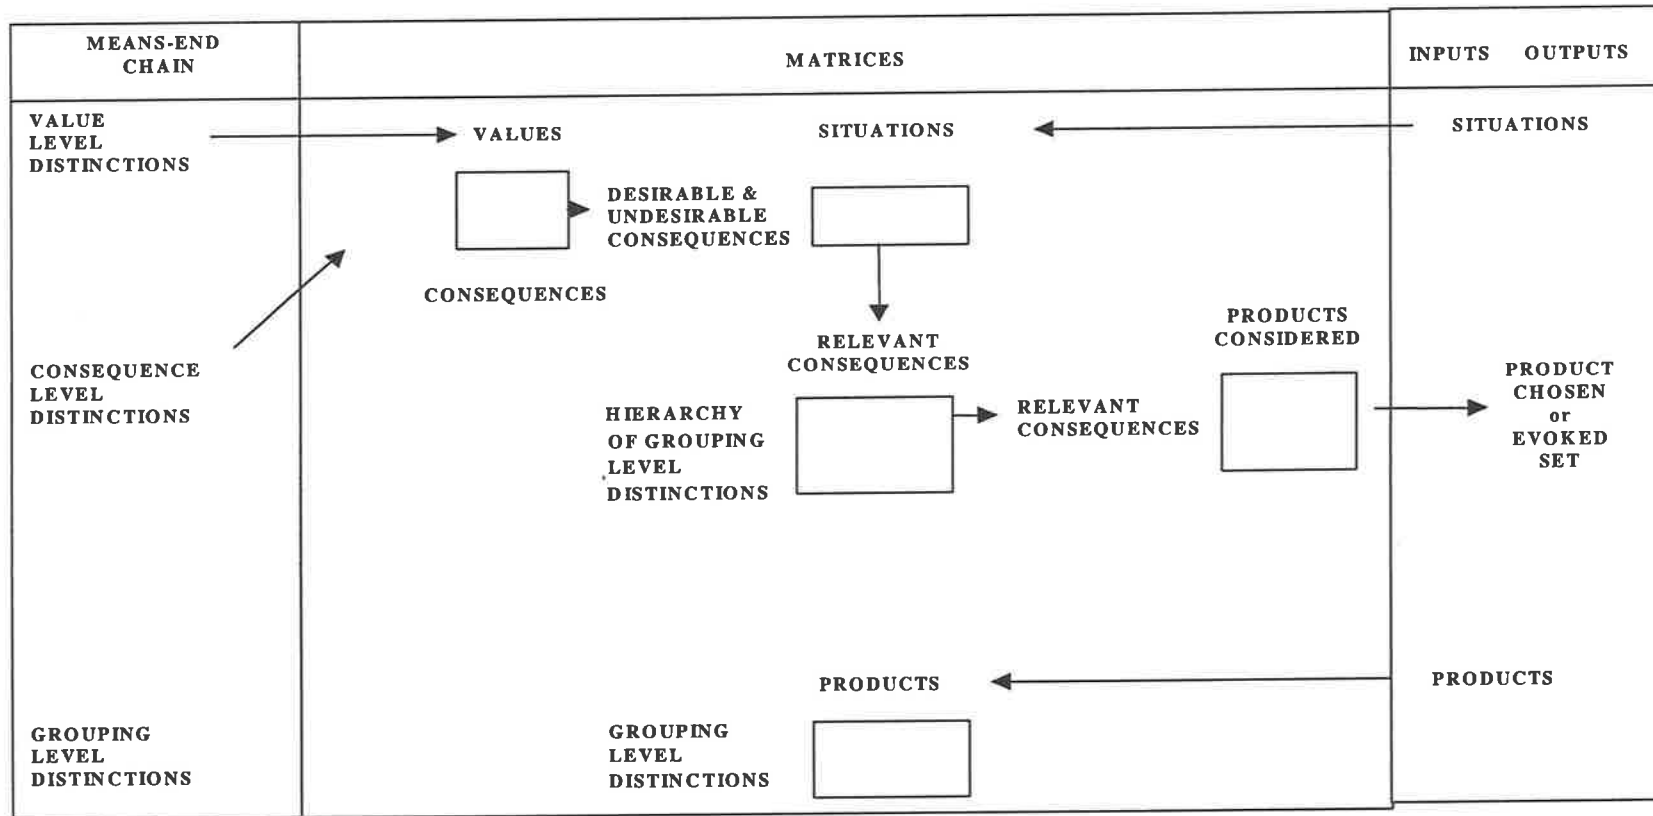 MEANS-END
CHAIN
MATRICES
INPUTS OUTPUTS
VALUE
LEVEL
DISTINCTIONS
VALUES
SITUATIONS
SITUATIONS
DESIRABLE &
UNDESIRABLE
CONSEQUENCES
CONSEQUENCES
CONSEQUENCE
LEVEL
DISTINCTIONS
RELEVANT
CONSEQUENCES
HIERARCHY
OF GROUPING
LEVEL
DISTINCTIONS
RELEVANT
CONSEQUENCES
PRODUCTS
CONSIDERED
PRODUCT
CHOSEN
or
EVOKED
SET
PRODUCTS
PRODUCTS
GROUPING
LEVEL
DISTINCTIONS
GROUPING
LEVEL
DISTINCTIONS